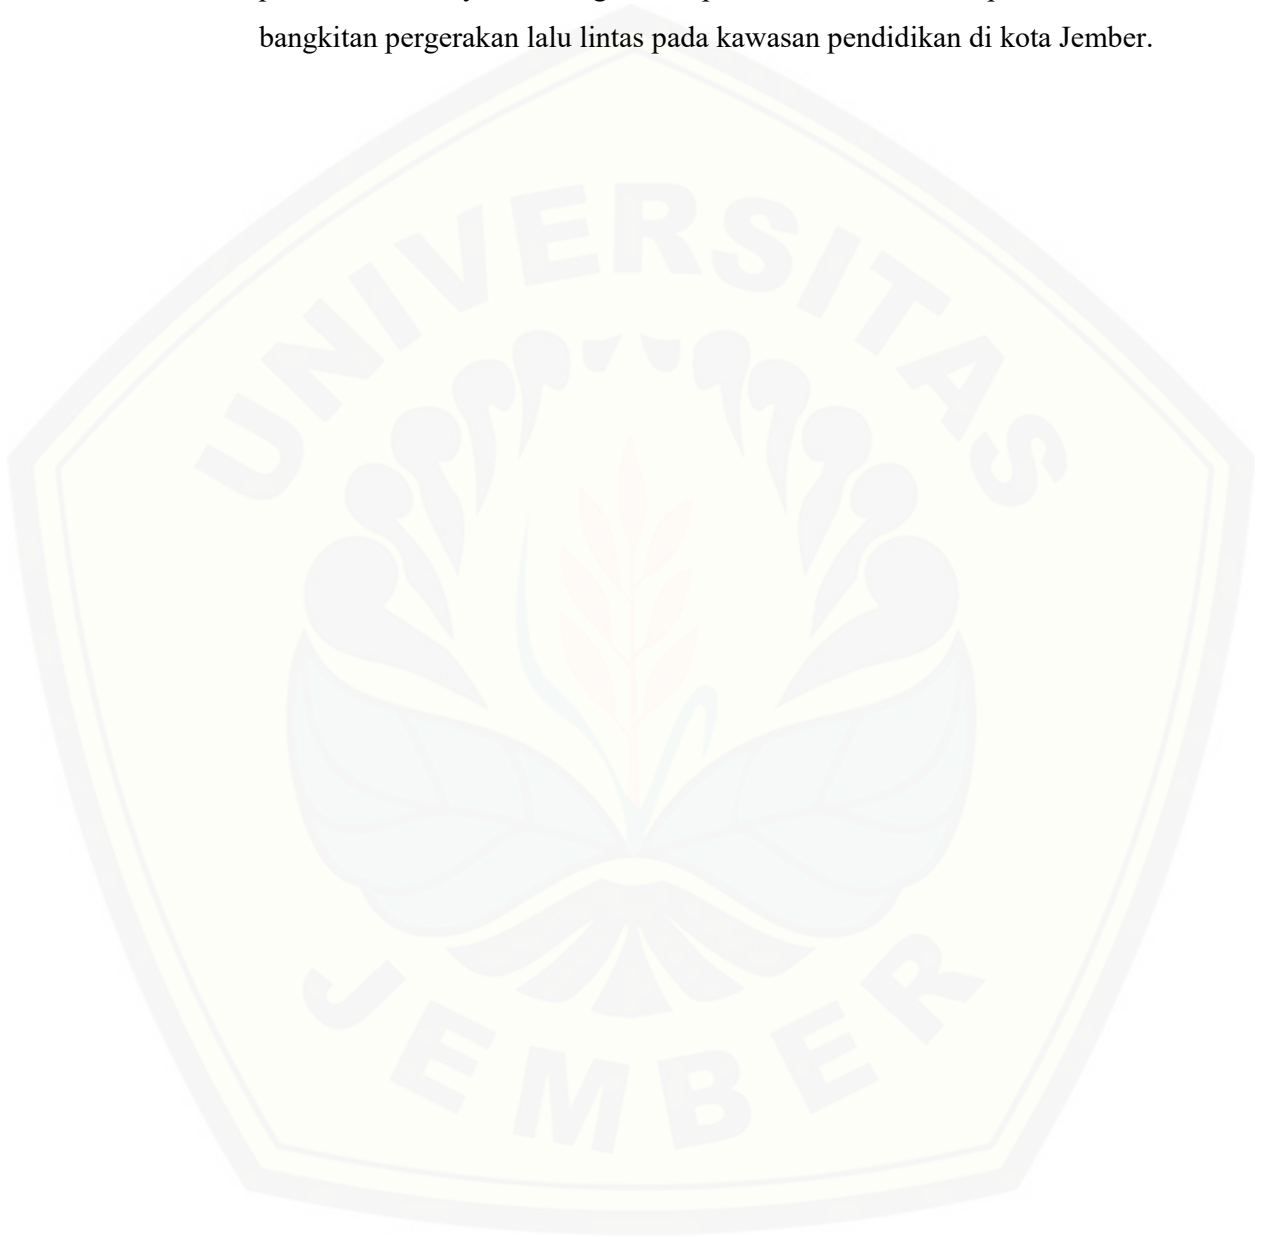 bangkitan pergerakan lalu lintas pada kawasan pendidikan di kota Jember.
UNIVERSITAS
JEMBER